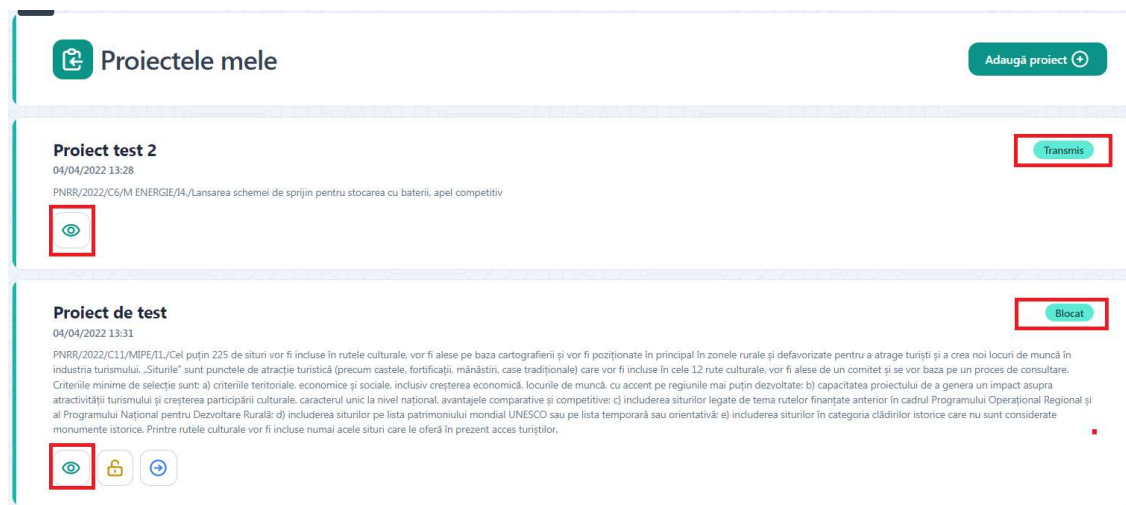 Proiectele mele
Adaugă proiect
Proiect test 2
Transmis
04/04/2022 13:28
PNRR/2022/C6/M ENERGIE/I4./Lansarea schemei de sprijin pentru stocarea cu baterii, apel competitiv
Proiect de test
Blocat
04/04/2022 13:31
PNRR/2022/C11/MIPE/I1./Cel puțin 225 de situri vor fi incluse în rutele culturale, vor fi alese pe baza cartografierii și vor fi poziționate în principal în zonele rurale și defavorizate pentru a atrage turiști și a crea noi locuri de muncă în
industria turismului. „Siturile" sunt punctele de atracție turistică (precum castele, fortificații, mănăstiri, case tradiționale) care vor fi incluse în cele 12 rute culturale, vor fi alese de un comitet și se vor baza pe un proces de consultare.
Criteriile minime de selecție sunt: a) criteriile teritoriale, economice și sociale, inclusiv creșterea economică, locurile de muncă, cu accent pe regiunile mai puțin dezvoltate; b) capacitatea proiectului de a genera un impact asupra
atractivității turismului și creșterea participării culturale, caracterul unic la nivel național, avantajele comparative și competitive; c) includerea siturilor legate de tema rutelor finanțate anterior în cadrul Programului Operațional Regional și
al Programului Național pentru Dezvoltare Rurală; d) includerea siturilor pe lista patrimoniului mondial UNESCO sau pe lista temporară sau orientativă; e) includerea siturilor în categoria clădirilor istorice care nu sunt considerate
monumente istorice. Printre rutele culturale vor fi incluse numai acele situri care le oferă în prezent acces turiștilor.